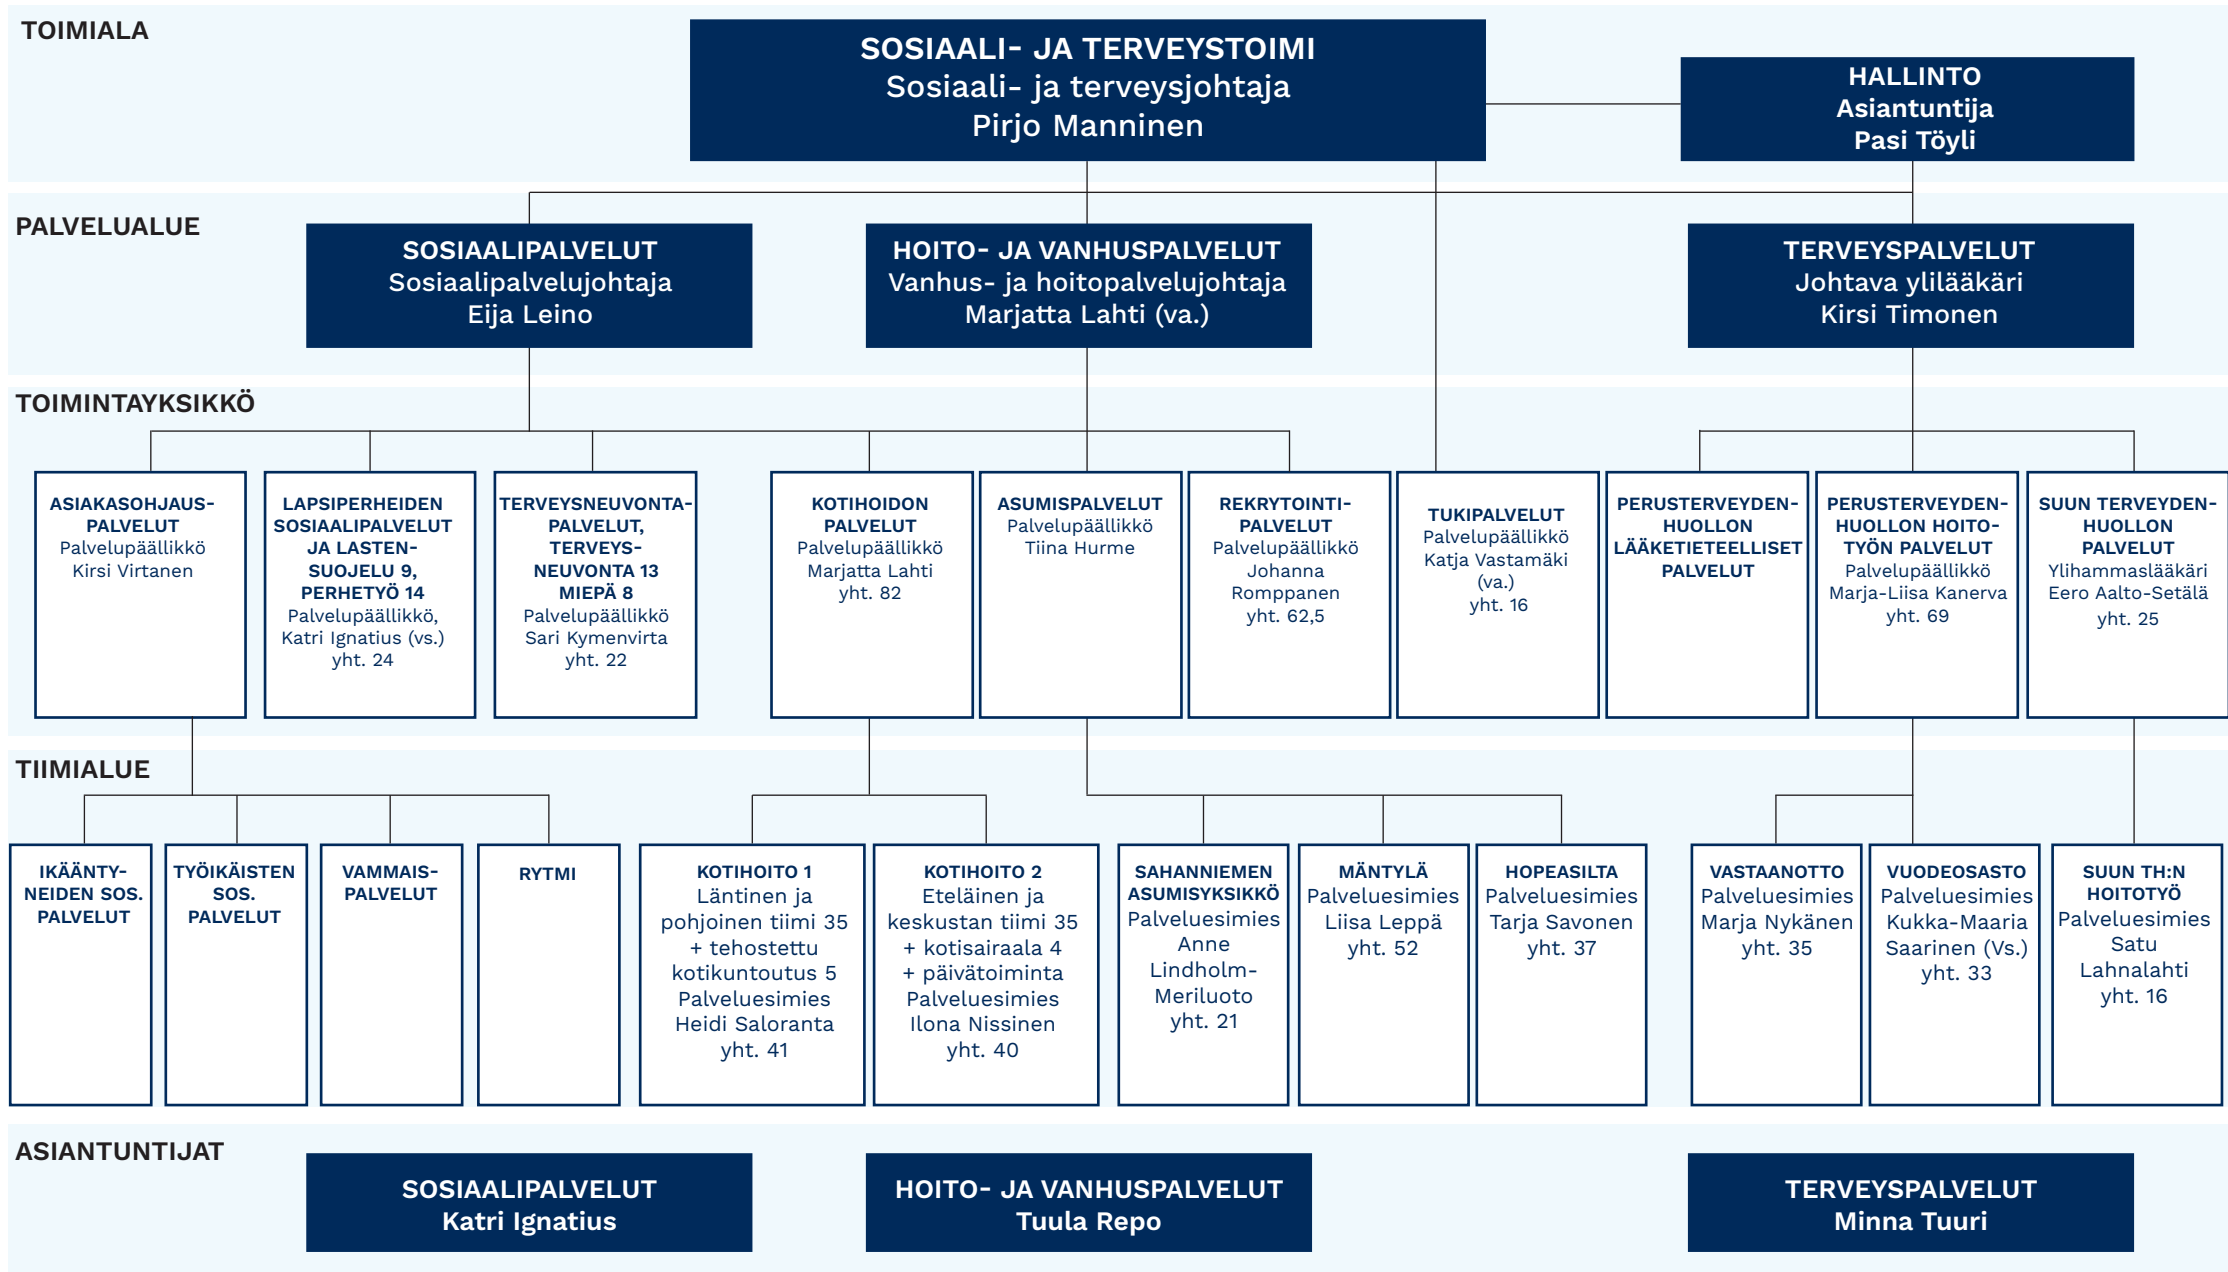 TOIMIALA
SOSIAALI- JA TERVEYSTOIMI
Sosiaali- ja terveysjohtaja
Pirjo Manninen
HALLINTO
Asiantuntija
Pasi Töyli
PALVELUALUE
SOSIAALIPALVELUT
Sosiaalipalvelujohtaja
Eija Leino
HOITO- JA VANHUSPALVELUT
Vanhus- ja hoitopalvelujohtaja
Marjatta Lahti (va.)
TERVEYSPALVELUT
Johtava ylilääkäri
Kirsi Timonen
TOIMINTAYKSIKKÖ
ASIAKASOHJAUS-
PALVELUT
Palvelupäällikkö
Kirsi Virtanen
LAPSIPERHEIDEN
SOSIAALIPALVELUT
JA LASTEN-
SUOJELU 9,
PERHETYÖ 14
Palvelupäällikkö,
Katri Ignatius (vs.)
yht. 24
TERVEYSNEUVONTA-
PALVELUT,
TERVEYS-
NEUVONTA 13
MIEPÄ 8
Palvelupäällikkö
Sari Kymenvirta
yht. 22
KOTIHOIDON
PALVELUT
Palvelupäällikkö
Marjatta Lahti
yht. 82
ASUMISPALVELUT
Palvelupäällikkö
Tiina Hurme
REKRYTOINTI-
PALVELUT
Palvelupäällikkö
Johanna
Romppanen
yht. 62,5
TUKIPALVELUT
Palvelupäällikkö
Katja Vastamäki
(va.)
yht. 16
PERUSTERVEYDEN-
HUOLLON
LÄÄKETIETEELLISET
PALVELUT
PERUSTERVEYDEN-
HUOLLON HOITO-
TYÖN PALVELUT
Palvelupäällikkö
Marja-Liisa Kanerva
yht. 69
SUUN TERVEYDEN-
HUOLLON
PALVELUT
Ylihammaslääkäri
Eero Aalto-Setälä
yht. 25
TIIMIALUE
IKÄÄNTY-
NEIDEN SOS.
PALVELUT
TYÖIKÄISTEN
SOS.
PALVELUT
VAMMAIS-
PALVELUT
RYTMI
KOTIHOITO 1
Läntinen ja
pohjoinen tiimi 35
+ tehostettu
kotikuntoutus 5
Palveluesimies
Heidi Saloranta
yht. 41
KOTIHOITO 2
Eteläinen ja
keskustan tiimi 35
+ kotisairaala 4
+ päivätoiminta
Palveluesimies
Ilona Nissinen
yht. 40
SAHANNIEMEN
ASUMISYKSIKKÖ
Palveluesimies
Anne
Lindholm-
Meriluoto
yht. 21
MÄNTYLÄ
Palveluesimies
Liisa Leppä
yht. 52
HOPEASILTA
Palveluesimies
Tarja Savonen
yht. 37
VASTAANOTTO
Palveluesimies
Marja Nykänen
yht. 35
VUODEOSASTO
Palveluesimies
Kukka-Maaria
Saarinen (Vs.)
yht. 33
SUUN TH:N
HOITOTYÖ
Palveluesimies
Satu
Lahnalahti
yht. 16
ASIANTUNTIJAT
SOSIAALIPALVELUT
Katri Ignatius
HOITO- JA VANHUSPALVELUT
Tuula Repo
TERVEYSPALVELUT
Minna Tuuri